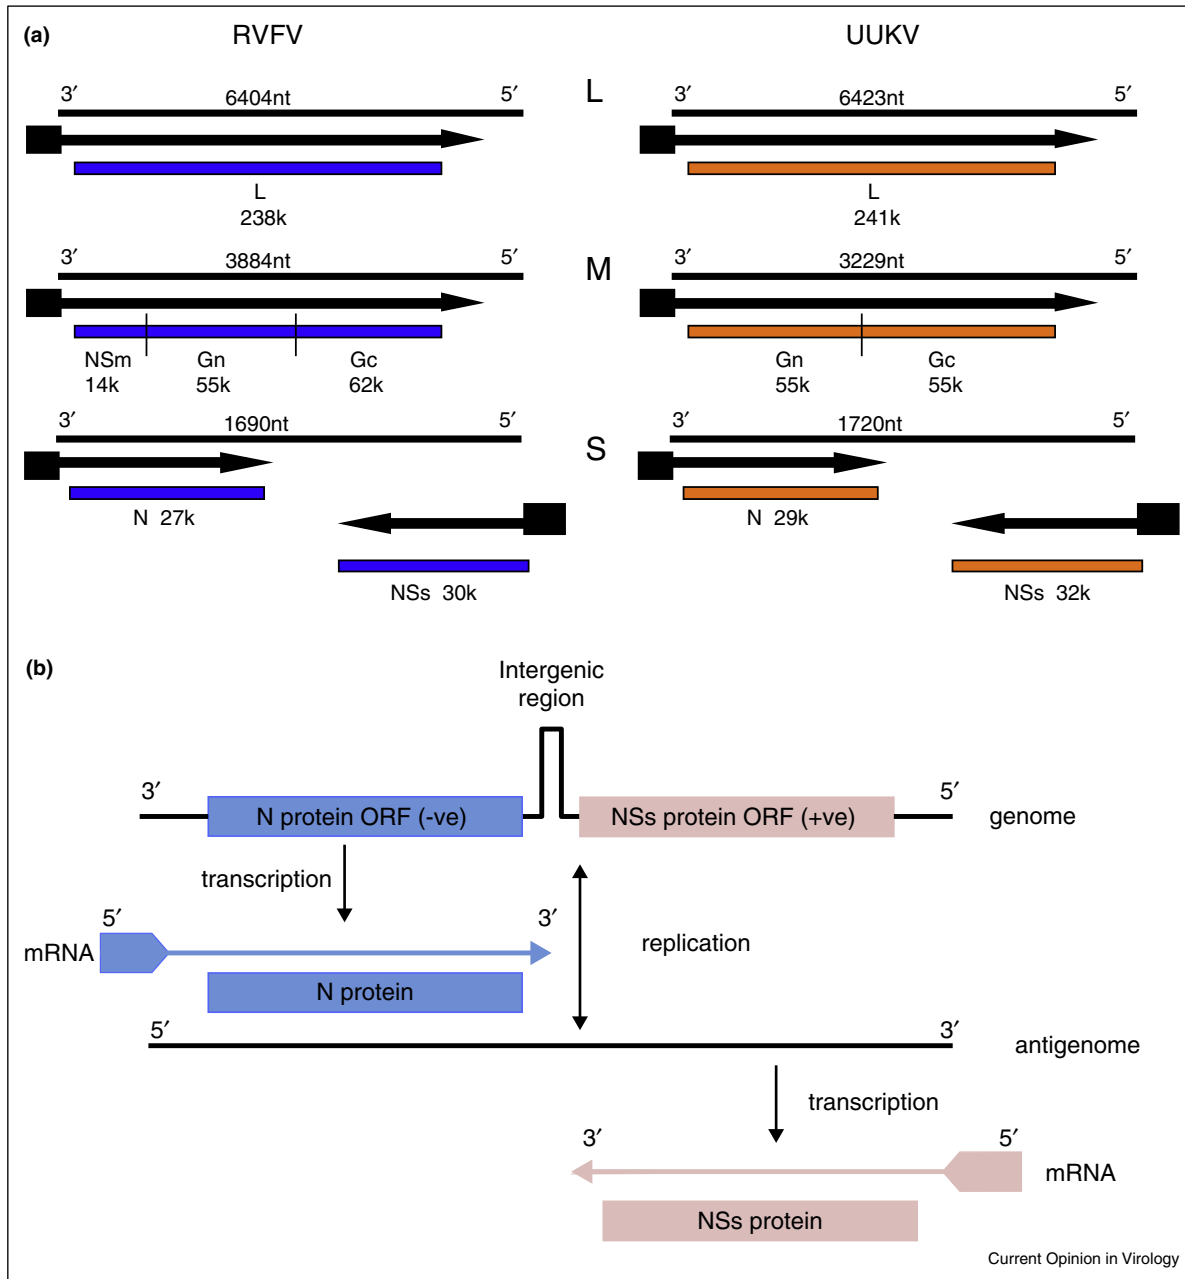 (a)
RVFV
UUKV
3′ 6404nt 5′
L
3′ 6423nt 5′
L
238k
L
241k
3′ 3884nt 5′
M
3′ 3229nt 5′
NSm Gn Gc
14k 55k 62k
Gn Gc
55k 55k
3′ 1690nt 5′
S
3′ 1720nt 5′
N 27k
N 29k
NSs 30k
NSs 32k
(b)
Intergenic
region
3′
5′
N protein ORF (-ve)
NSs protein ORF (+ve)
genome
transcription
5′
3′
mRNA
replication
N protein
5′
3′
antigenome
transcription
3′
5′
mRNA
NSs protein
Current Opinion in Virology